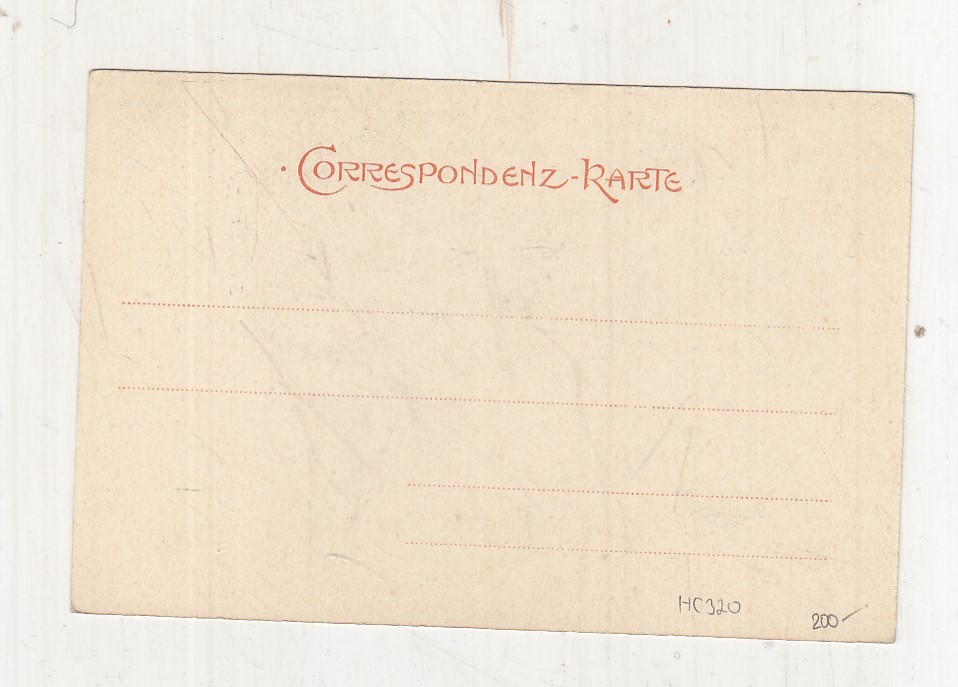 · CORRESPONDENZ-KARTE
HC320
200-